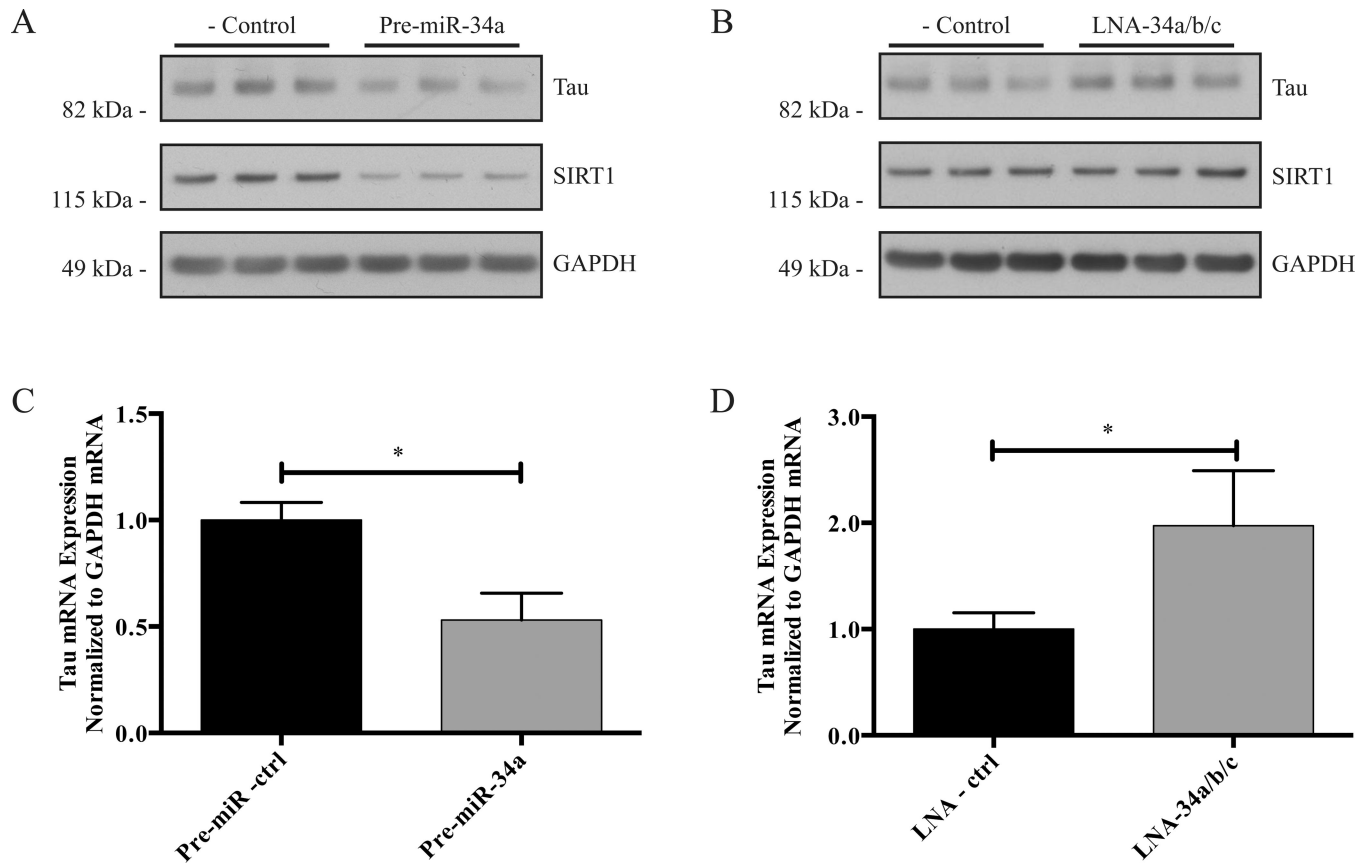 A
- Control
Pre-miR-34a
Tau
82 kDa -
SIRT1
115 kDa -
GAPDH
49 kDa -
B
- Control
LNA-34a/b/c
Tau
82 kDa -
SIRT1
115 kDa -
GAPDH
49 kDa -
C
Tau mRNA Expression
Normalized to GAPDH mRNA
1.5
1.0
0.5
0.0
*
Pre-miR -ctrl
Pre-miR-34a
D
Tau mRNA Expression
Normalized to GAPDH mRNA
3.0
2.0
1.0
0.0
*
LNA - ctrl
LNA-34a/b/c